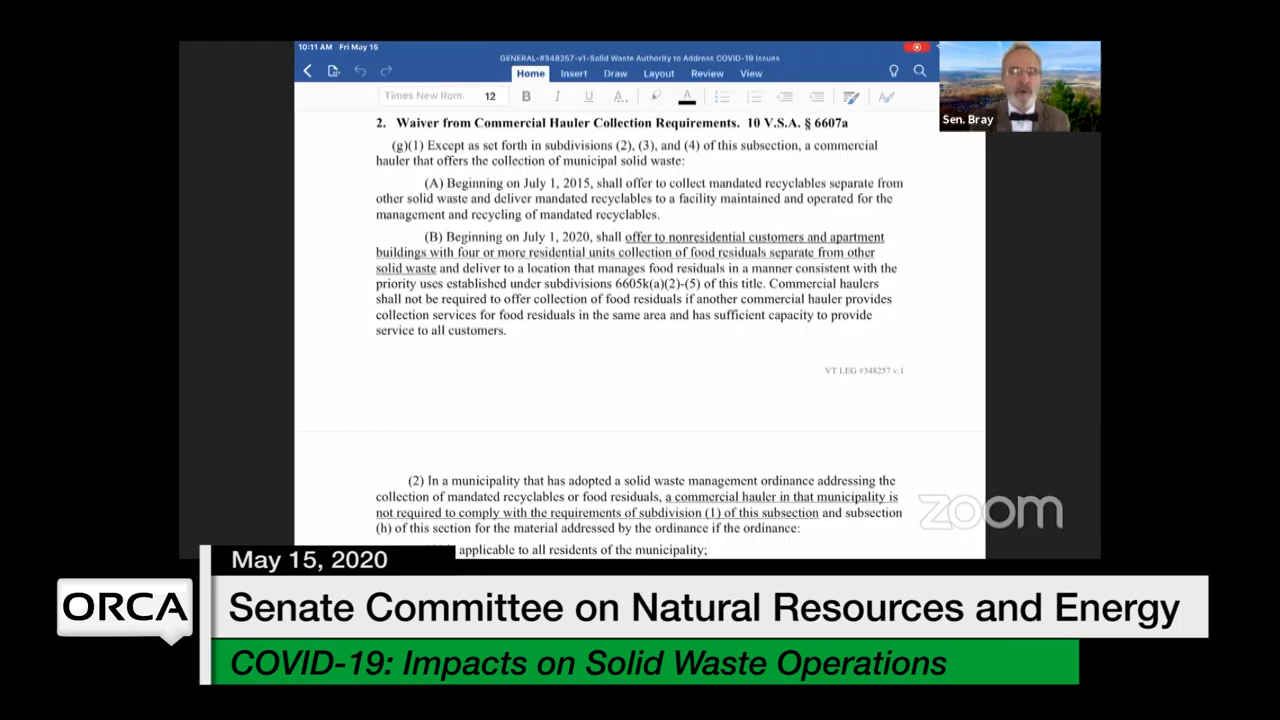 10:11 AM Fri May 15
GENERAL-#348257-v1-Solid Waste Authority to Address COVID-19 Issues
Home Insert Draw Layout Review View
Times New Rom 12 B I U A A
Sen. Bray
2. Waiver from Commercial Hauler Collection Requirements. 10 V.S.A. § 6607a
(g)(1) Except as set forth in subdivisions (2), (3), and (4) of this subsection, a commercial
hauler that offers the collection of municipal solid waste:
(A) Beginning on July 1, 2015, shall offer to collect mandated recyclables separate from
other solid waste and deliver mandated recyclables to a facility maintained and operated for the
management and recycling of mandated recyclables.
(B) Beginning on July 1, 2020, shall offer to nonresidential customers and apartment
buildings with four or more residential units collection of food residuals separate from other
solid waste and deliver to a location that manages food residuals in a manner consistent with the
priority uses established under subdivisions 6605k(a)(2)-(5) of this title. Commercial haulers
shall not be required to offer collection of food residuals if another commercial hauler provides
collection services for food residuals in the same area and has sufficient capacity to provide
service to all customers.
VT LEG #348257 v.1
(2) In a municipality that has adopted a solid waste management ordinance addressing the
collection of mandated recyclables or food residuals, a commercial hauler in that municipality is
not required to comply with the requirements of subdivision (1) of this subsection and subsection
(h) of this section for the material addressed by the ordinance if the ordinance:
applicable to all residents of the municipality;
zoom
May 15, 2020
ORCA
Senate Committee on Natural Resources and Energy
COVID-19: Impacts on Solid Waste Operations